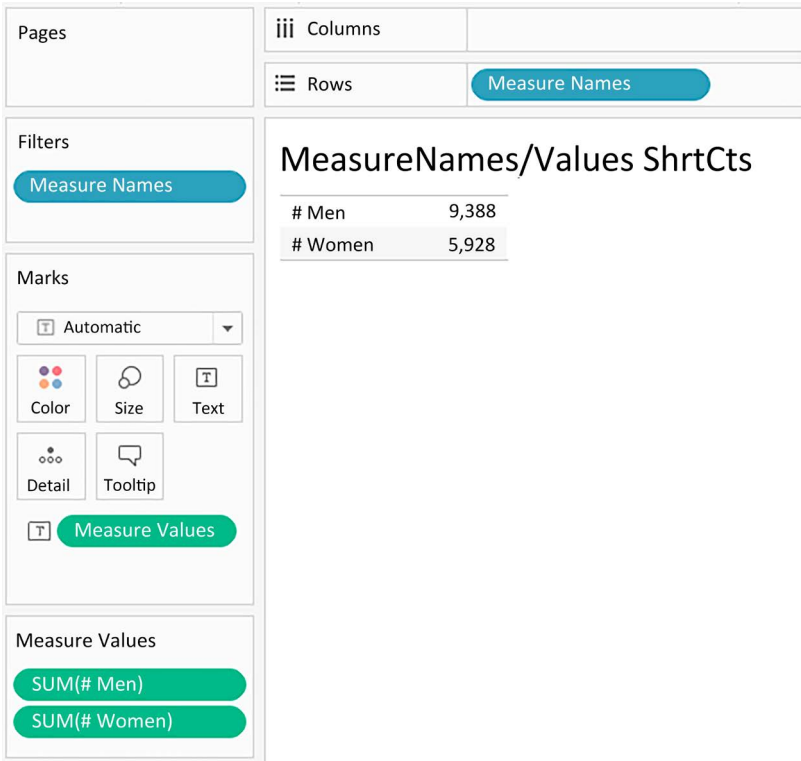 Pages
iii Columns
Rows Measure Names
Filters
Measure Names
MeasureNames/Values ShrtCts
# Men 9,388
# Women 5,928
Marks
T Automatic
Color Size T Text
Detail Tooltip
T Measure Values
Measure Values
SUM(# Men)
SUM(# Women)